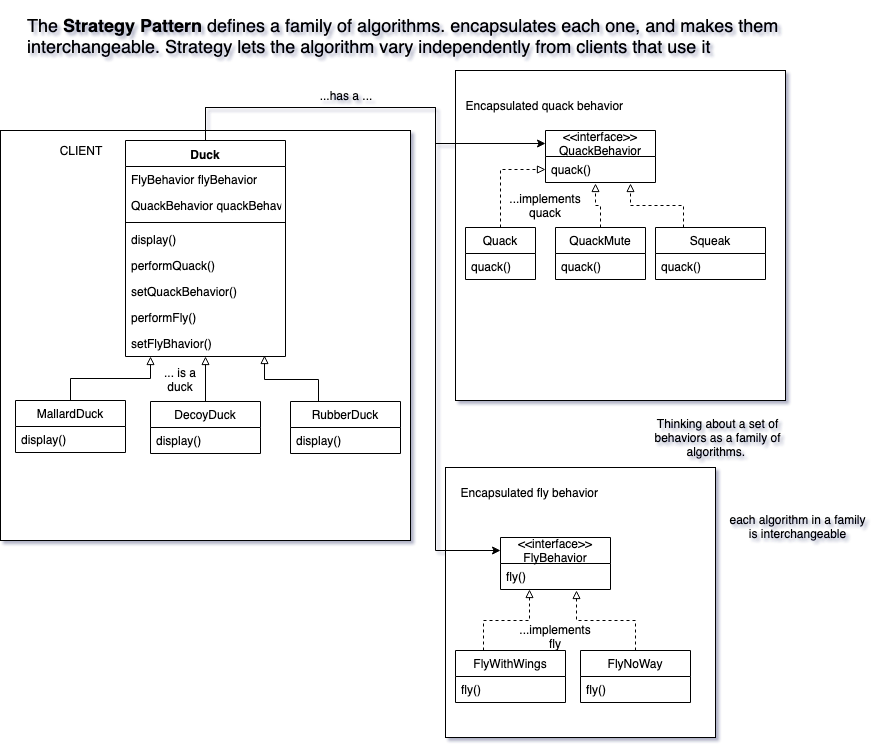 The Strategy Pattern defines a family of algorithms. encapsulates each one, and makes them
interchangeable. Strategy lets the algorithm vary independently from clients that use it
...has a ...
CLIENT
Duck
FlyBehavior flyBehavior
QuackBehavior quackBehav
display()
performQuack()
setQuackBehavior()
performFly()
setFlyBhavior()
... is a
duck
MallardDuck
display()
DecoyDuck
display()
RubberDuck
display()
Encapsulated quack behavior
<<interface>>
QuackBehavior
quack()
...implements
quack
Quack
quack()
QuackMute
quack()
Squeak
quack()
Thinking about a set of
behaviors as a family of
algorithms.
Encapsulated fly behavior
each algorithm in a family
is interchangeable
<<interface>>
FlyBehavior
fly()
...implements
fly
FlyWithWings
fly()
FlyNoWay
fly()